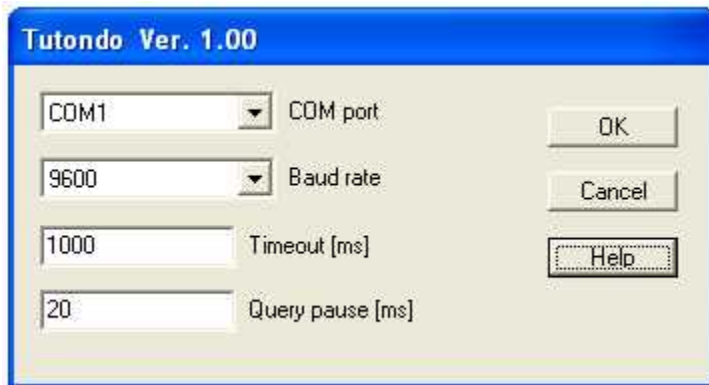 Tutondo Ver. 1.00
COM1 COM port
OK
9600 Baud rate
Cancel
1000 Timeout [ms]
Help
20 Query pause [ms]